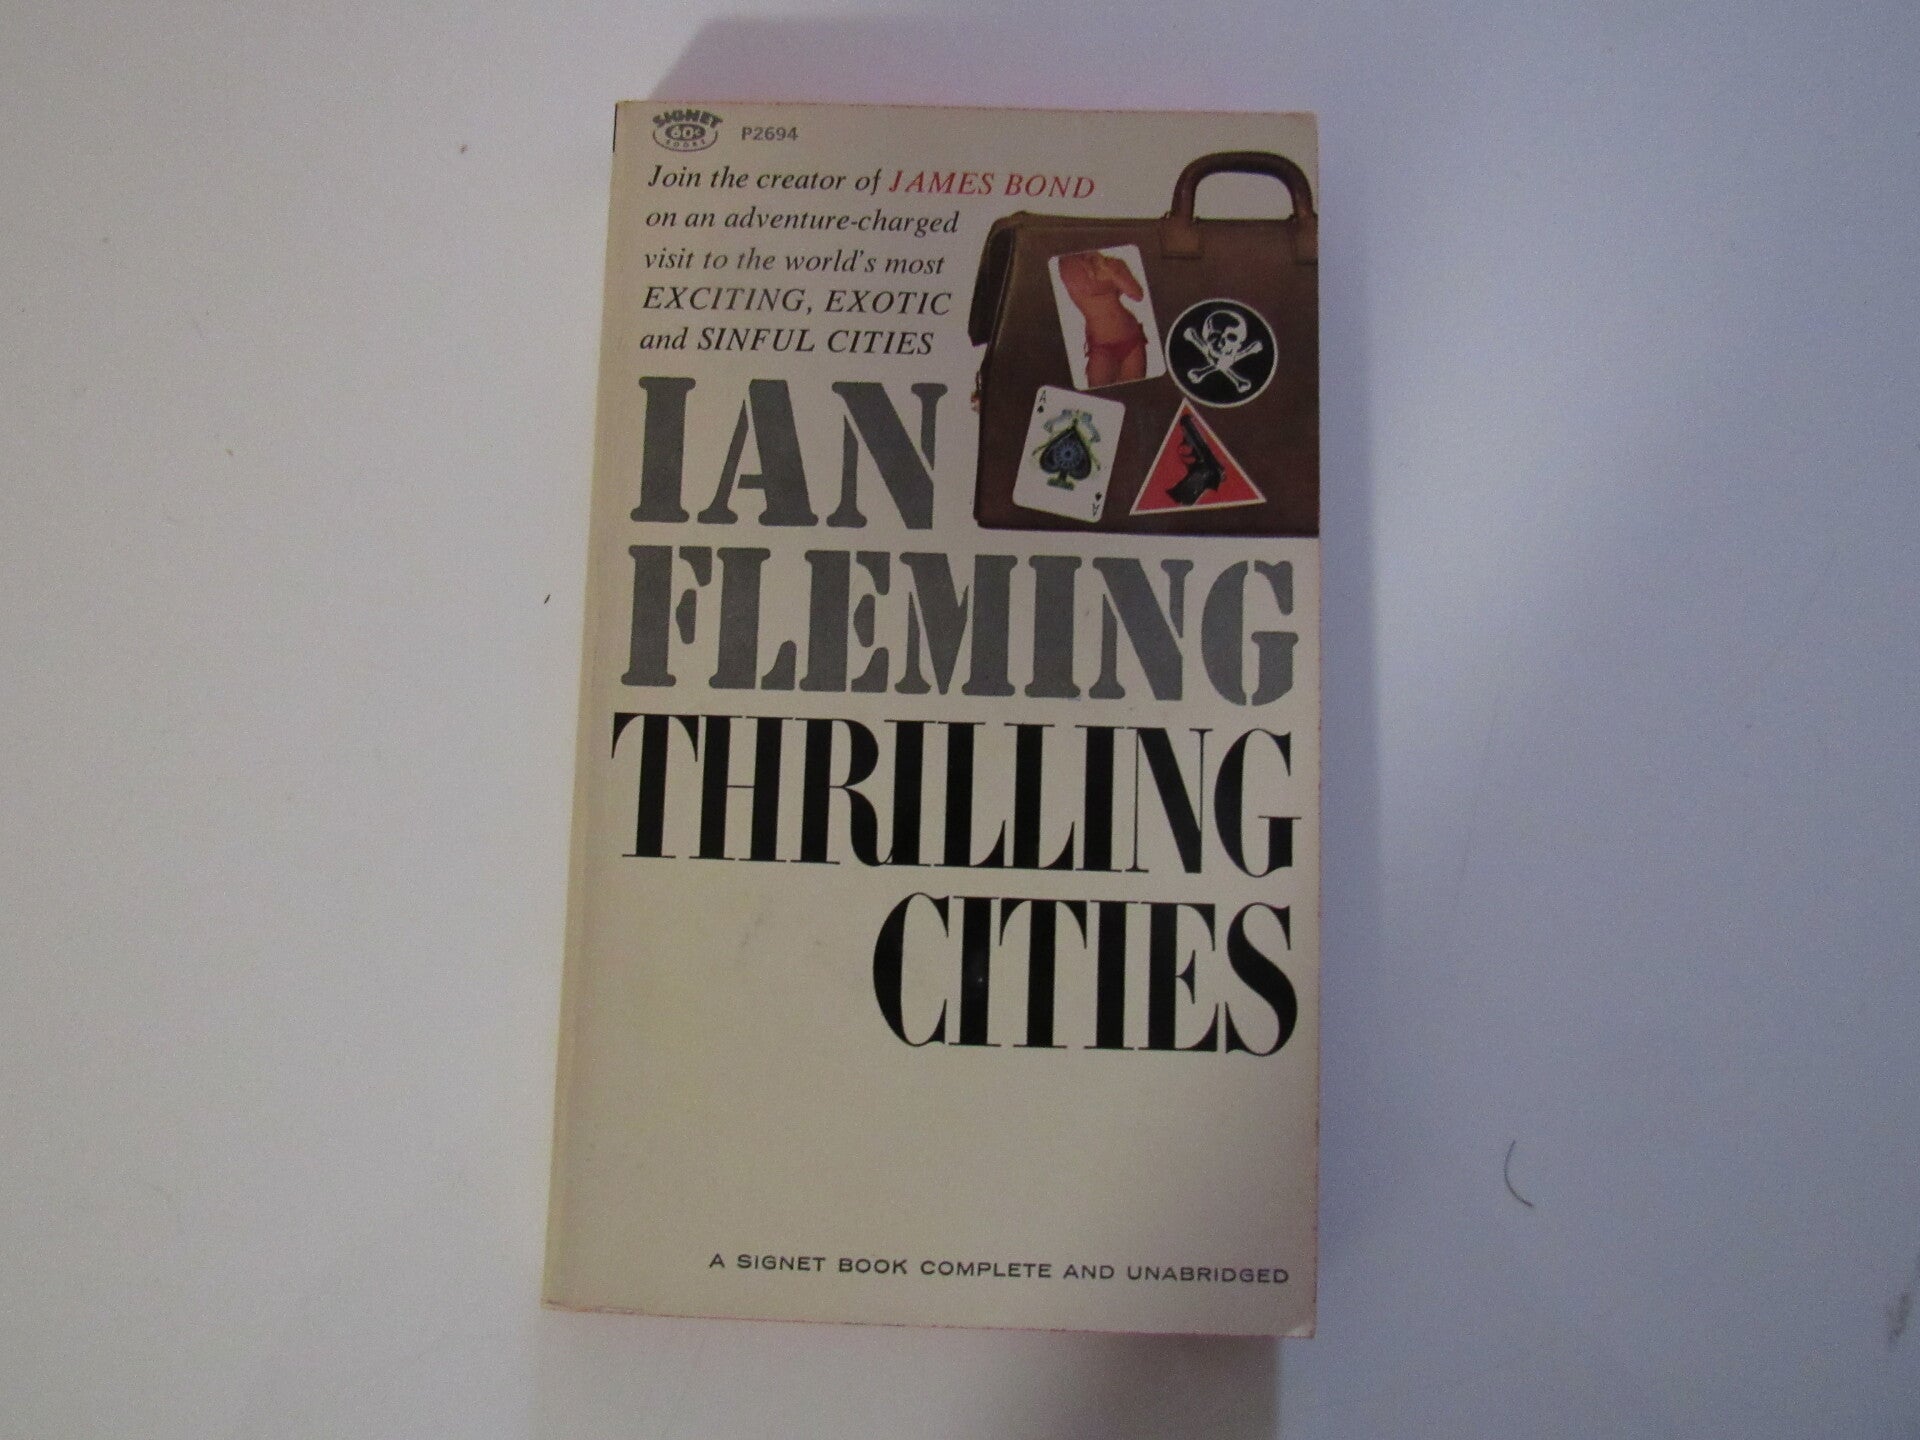 SIGNET
60¢
BOOKS
P2694
Join the creator of JAMES BOND
on an adventure-charged
visit to the world's most
EXCITING, EXOTIC
and SINFUL CITIES
A
A
IAN
FLEMING
THRILLING
CITIES
A SIGNET BOOK COMPLETE AND UNABRIDGED